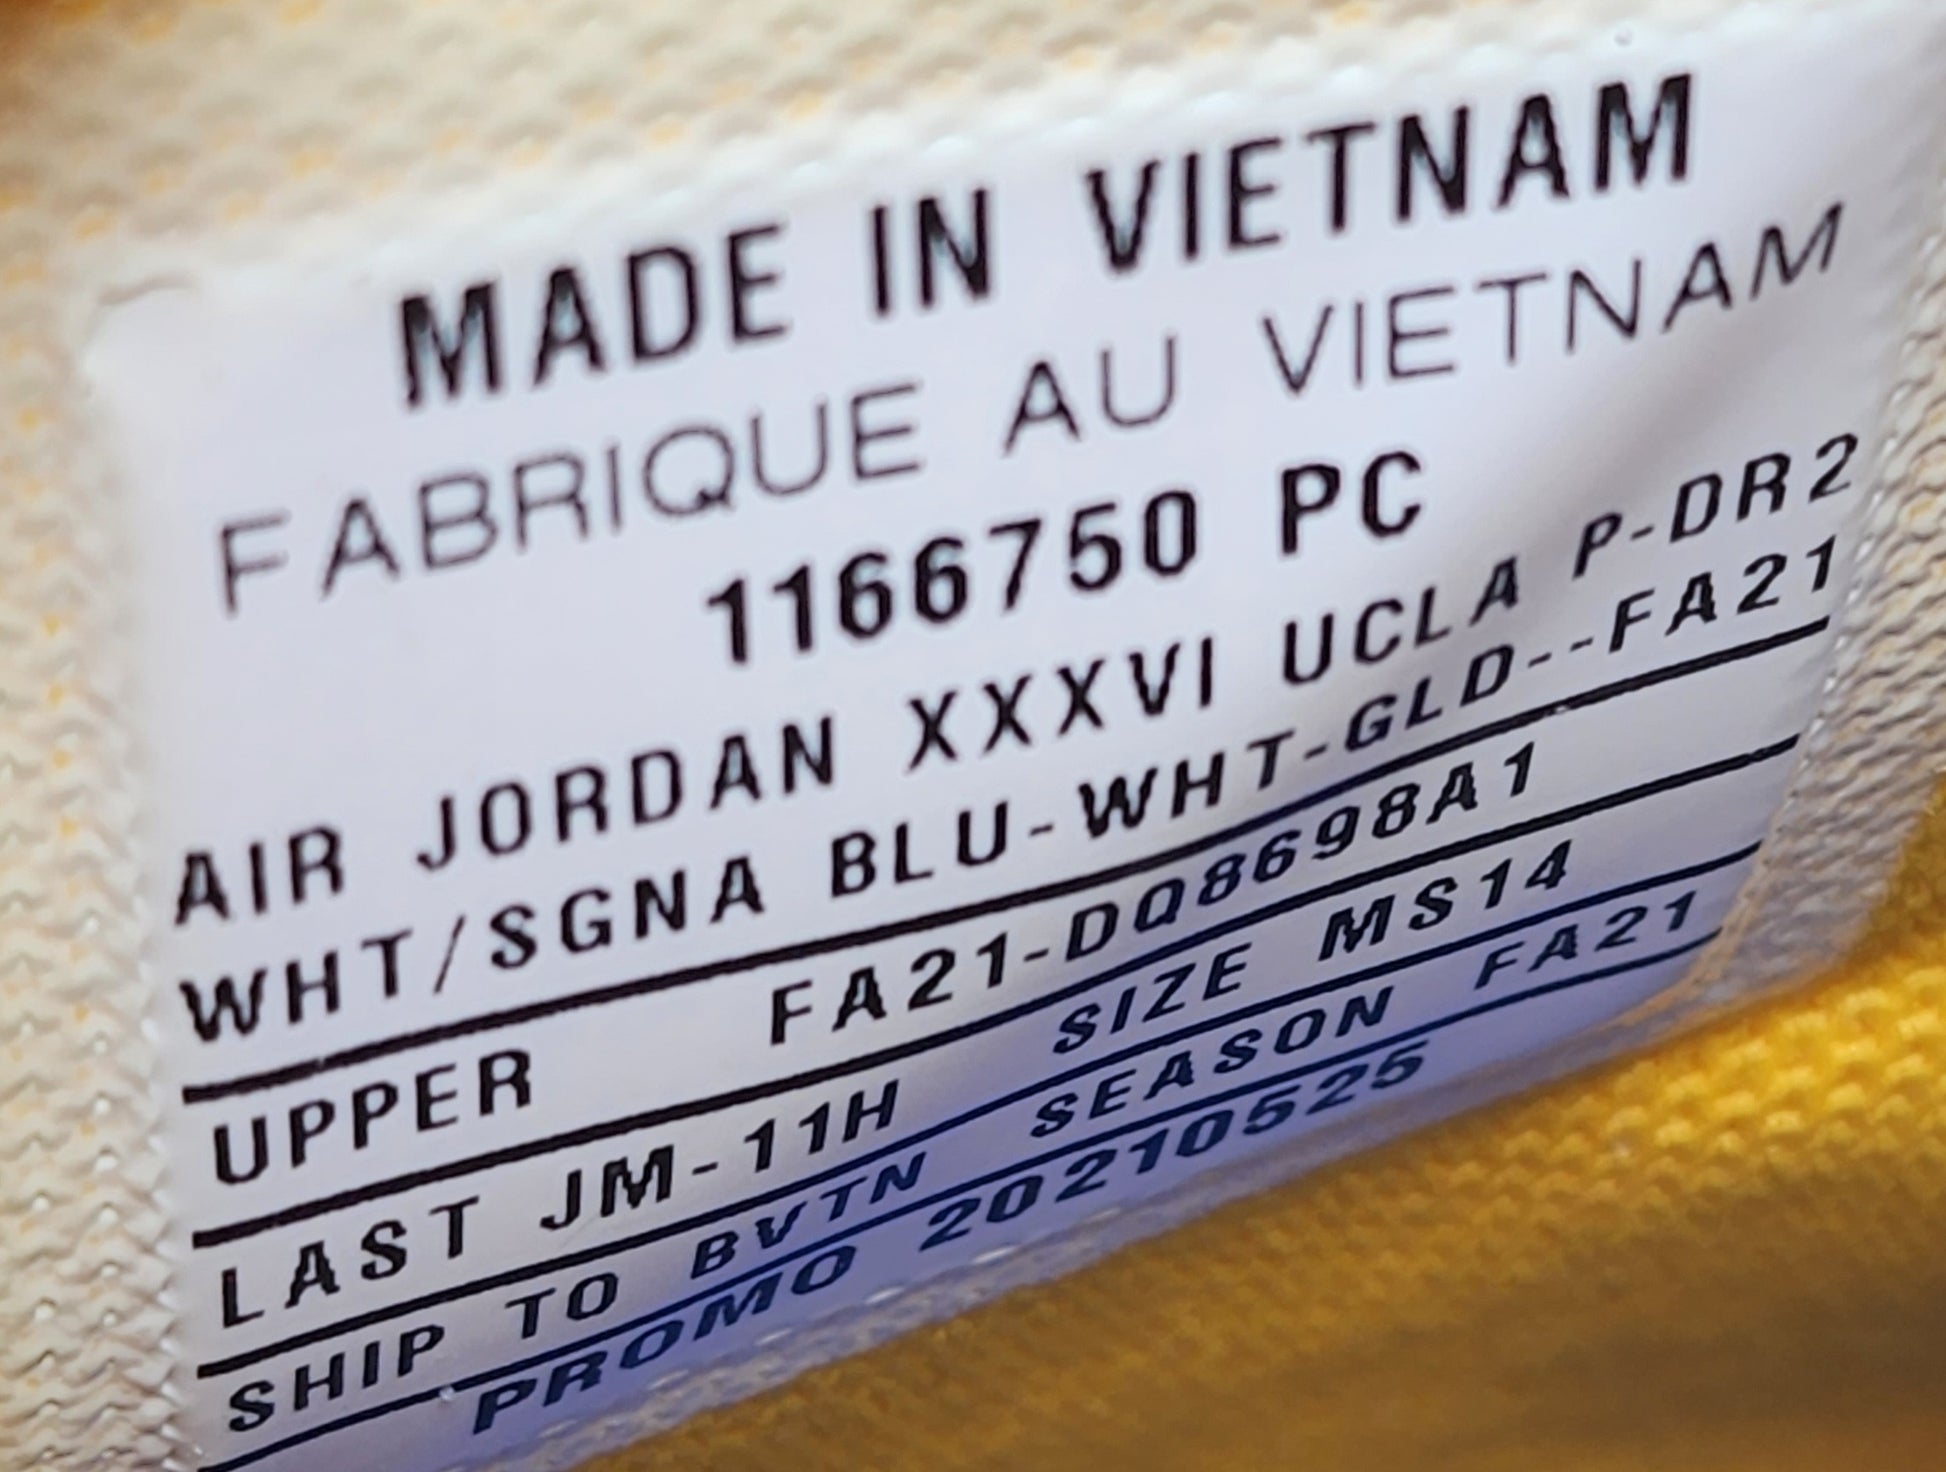 MADE IN VIETNAM
FABRIQUE AU VIETNAM
1166750 PC
AIR JORDAN XXXVI UCLA P-DR2
WHT/SGNA BLU-WHT-GLD--FA21
UPPER FA21-DQ8698A1
LAST JM-11H SIZE MS14
SHIP TO BVTN SEASON FA21
PROMO 20210525